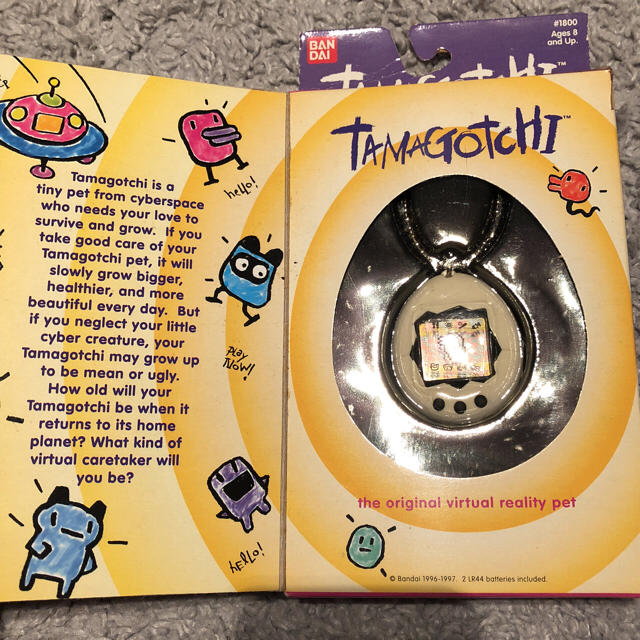 Tamagotchi is a
tiny pet from cyberspace
who needs your love to
survive and grow. If you
take good care of your
Tamagotchi pet, it will
slowly grow bigger,
healthier, and more
beautiful every day. But
if you neglect your little
cyber creature, your
Tamagotchi may grow up
to be mean or ugly.
How old will your
Tamagotchi be when it
returns to its home
planet? What kind of
virtual caretaker will
you be?
hello!
PLAY
NOW!
hELLO!
BAN
DAI
#1800
Ages 8
and Up.
TAMAGOTCHI™
TAMAGOTCHI™
the original virtual reality pet
© Bandai 1996-1997. 2 LR44 batteries included.